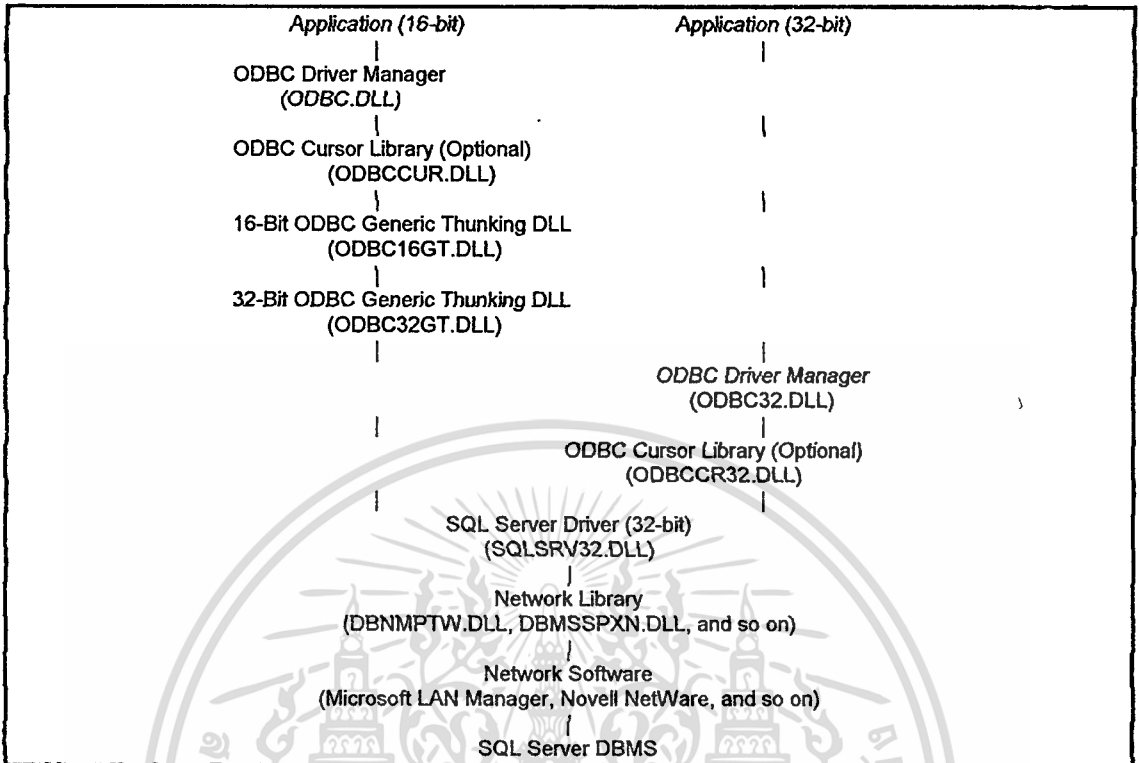 Application (16-bit) Application (32-bit)
ODBC Driver Manager
(ODBC.DLL)
ODBC Cursor Library (Optional)
(ODBCCUR.DLL)
16-Bit ODBC Generic Thunking DLL
(ODBC16GT.DLL)
32-Bit ODBC Generic Thunking DLL
(ODBC32GT.DLL)
ODBC Driver Manager
(ODBC32.DLL)
ODBC Cursor Library (Optional)
(ODBCCR32.DLL)
SQL Server Driver (32-bit)
(SQLSRV32.DLL)
Network Library
(DBNMPTW.DLL, DBMSSPXN.DLL, and so on)
Network Software
(Microsoft LAN Manager, Novell NetWare, and so on)
SQL Server DBMS